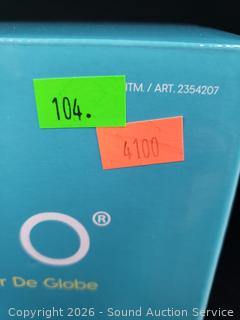 104.
ITM. / ART. 2354207
4100
O®
De Globe
Copyright 2026 - Sound Auction Service